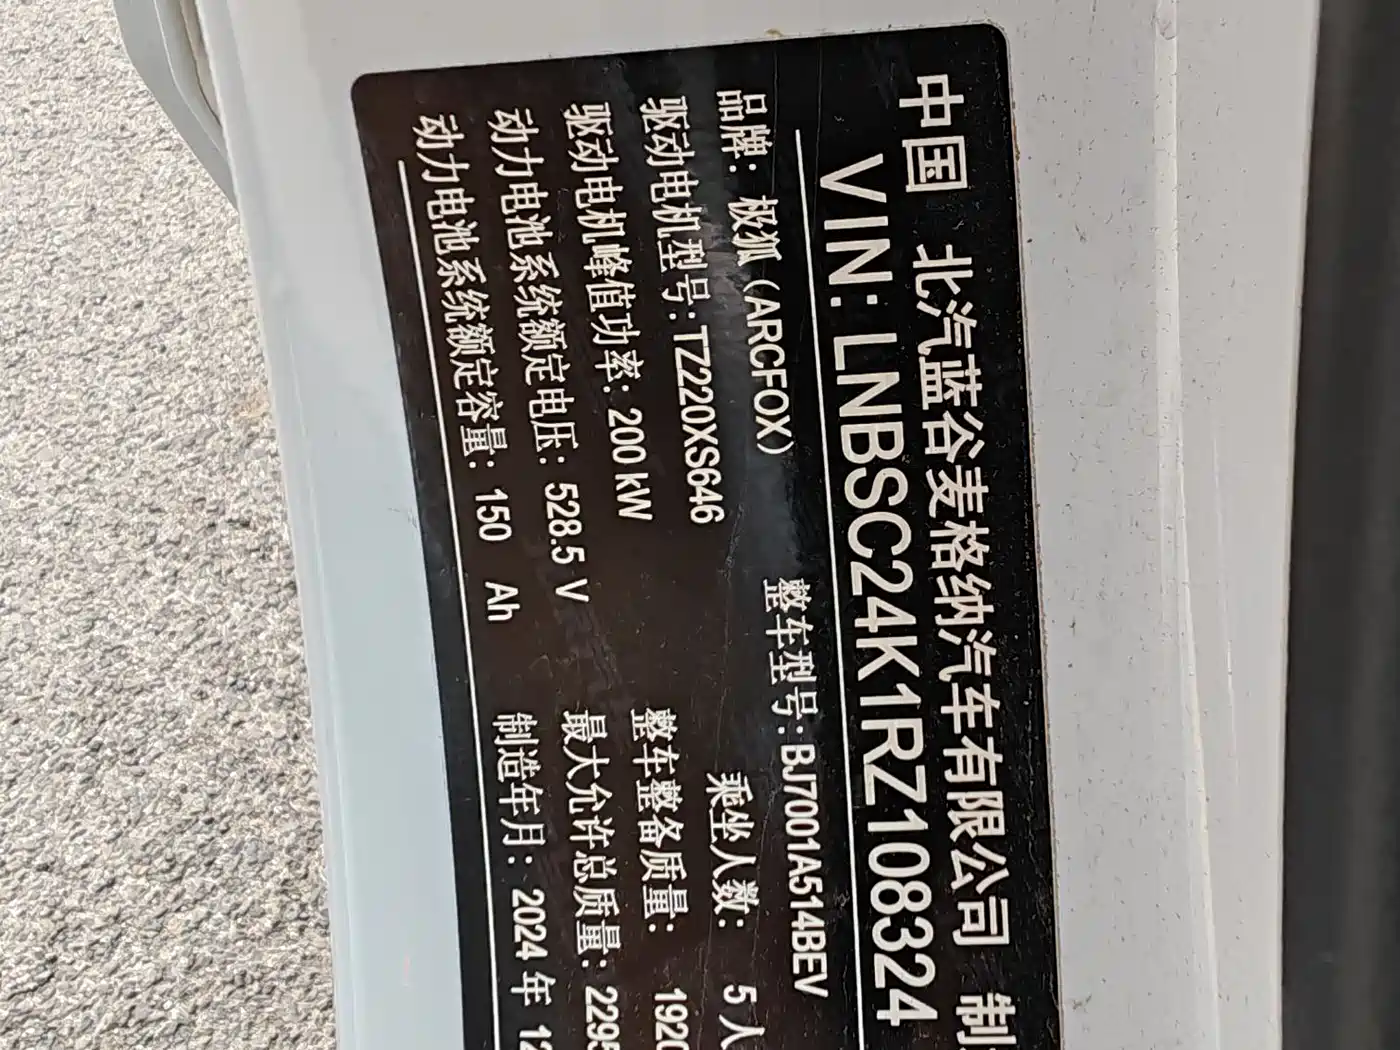 中国 北汽蓝谷麦格纳汽车有限公司 制
VIN: LNBSC24K1RZ108324
品牌: 极狐 (ARCFOX) 整车型号: BJ7001A514BEV
驱动电机型号: TZ220XS646 乘坐人数: 5 人
驱动电机峰值功率: 200 kW 整车整备质量: 1920
动力电池系统额定电压: 528.5 V 最大允许总质量: 2295
动力电池系统额定容量: 150 Ah 制造年月: 2024 年 12